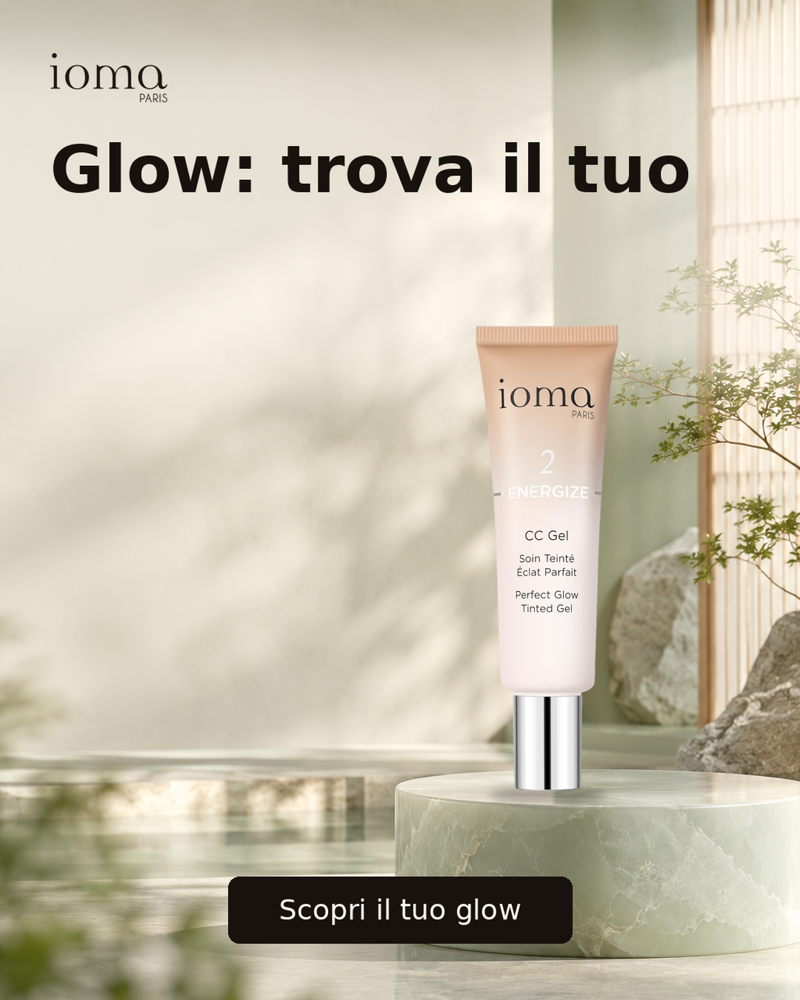 ioma
PARIS
Glow: trova il tuo
ioma
PARIS
2
ENERGIZE
CC Gel
Soin Teinté
Éclat Parfait
Perfect Glow
Tinted Gel
Scopri il tuo glow